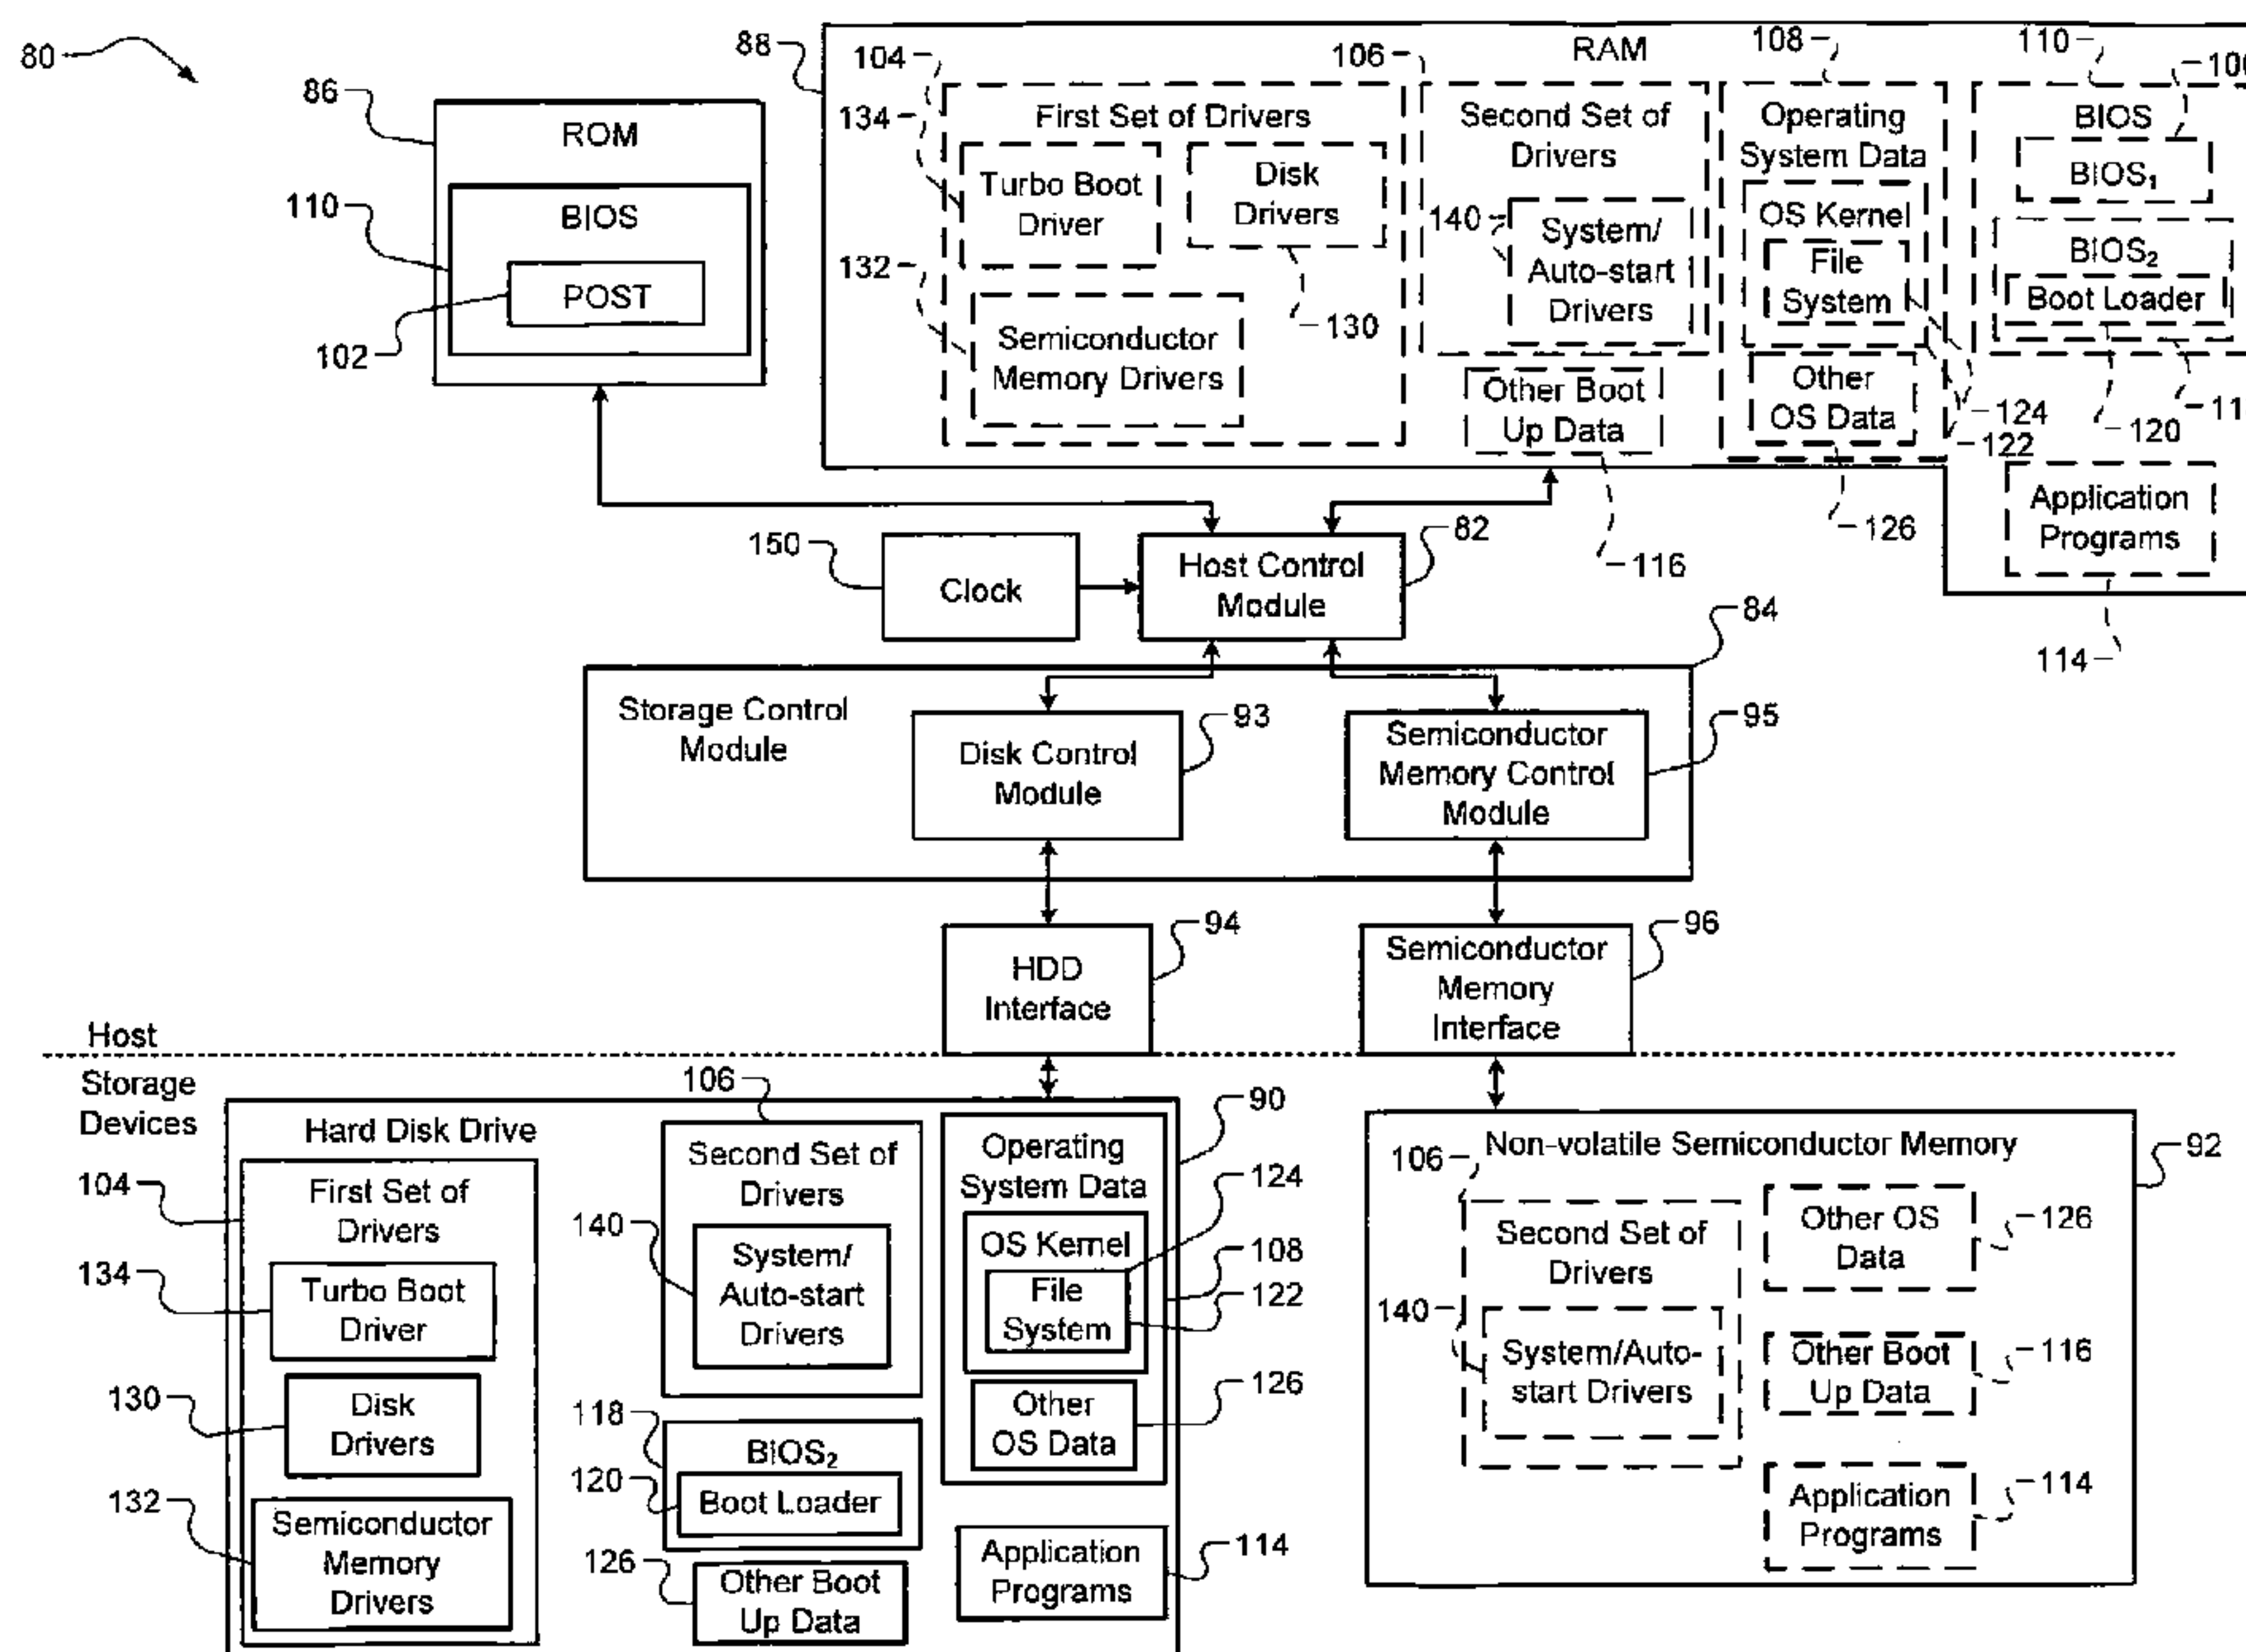 80
86
ROM
110
BIOS
POST
102
88
RAM
104
134
First Set of Drivers
Turbo Boot
Driver
Disk
Drivers
132
Semiconductor
Memory Drivers
130
106
Second Set of
Drivers
140
System/
Auto-start
Drivers
Other Boot
Up Data
116
108
Operating
System Data
OS Kernel
File
System
Other
OS Data
124
122
126
110
BIOS
BIOS₁
BIOS₂
Boot Loader
120
Application
Programs
114
150
Clock
Host Control
Module
82
84
Storage Control
Module
Disk Control
Module
93
Semiconductor
Memory Control
Module
95
HDD
Interface
94
Semiconductor
Memory
Interface
96
Host
Storage
Devices
Hard Disk Drive
90
104
First Set of
Drivers
134
Turbo Boot
Driver
130
Disk
Drivers
132
Semiconductor
Memory
Drivers
106
Second Set of
Drivers
140
System/
Auto-start
Drivers
118
BIOS₂
120
Boot Loader
126
Other Boot
Up Data
Operating
System Data
124
OS Kernel
108
File
System
122
Other
OS Data
126
Application
Programs
114
Non-volatile Semiconductor Memory
92
106
Second Set of
Drivers
140
System/Auto-
start Drivers
Other OS
Data
126
Other Boot
Up Data
116
Application
Programs
114